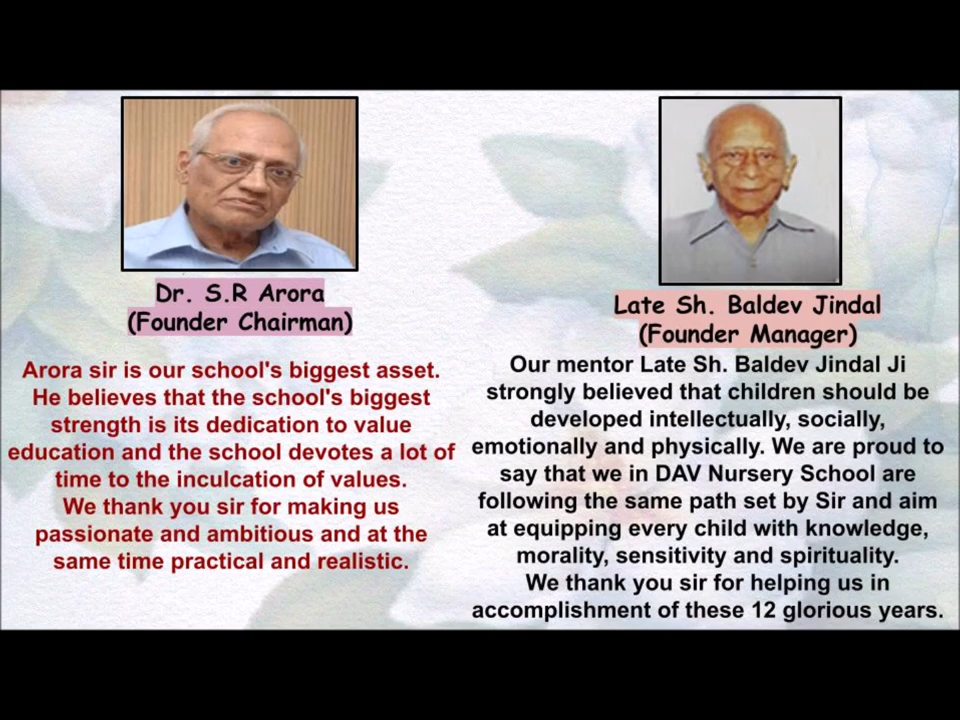 Dr. S.R Arora
(Founder Chairman)
Arora sir is our school's biggest asset.
He believes that the school's biggest
strength is its dedication to value
education and the school devotes a lot of
time to the inculcation of values.
We thank you sir for making us
passionate and ambitious and at the
same time practical and realistic.
Late Sh. Baldev Jindal
(Founder Manager)
Our mentor Late Sh. Baldev Jindal Ji
strongly believed that children should be
developed intellectually, socially,
emotionally and physically. We are proud to
say that we in DAV Nursery School are
following the same path set by Sir and aim
at equipping every child with knowledge,
morality, sensitivity and spirituality.
We thank you sir for helping us in
accomplishment of these 12 glorious years.